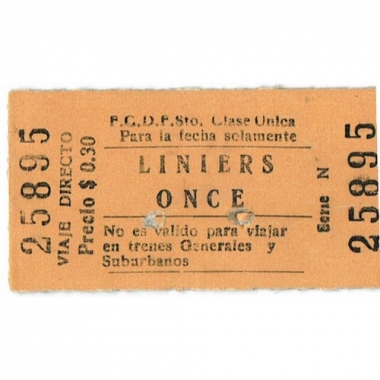 25895
VIAJE DIRECTO
Precio $ 0.30
F.G.D.F.Sto. Clase Unica
Para la fecha solamente
LINIERS
ONCE
No es valido para viajar
en trenes Generales y
Suburbanos
Serie N
25895